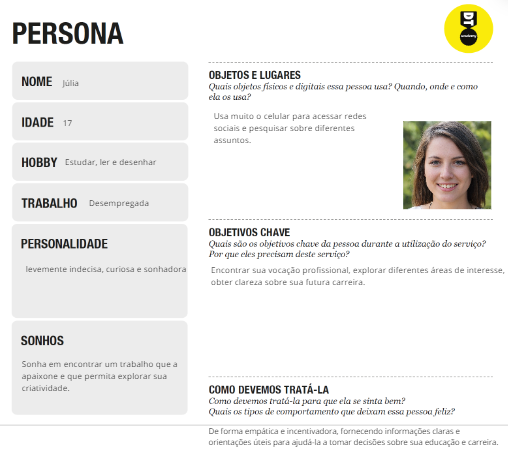 PERSONA
DT
academy
NOME Júlia
IDADE 17
HOBBY Estudar, ler e desenhar
TRABALHO Desempregada
PERSONALIDADE
levemente indecisa, curiosa e sonhadora
SONHOS
Sonha em encontrar um trabalho que a
apaixone e que permita explorar sua
criatividade.
OBJETOS E LUGARES
Quais objetos físicos e digitais essa pessoa usa? Quando, onde e como
ela os usa?
Usa muito o celular para acessar redes
sociais e pesquisar sobre diferentes
assuntos.
OBJETIVOS CHAVE
Quais são os objetivos chave da pessoa durante a utilização do serviço?
Por que eles precisam deste serviço?
Encontrar sua vocação profissional, explorar diferentes áreas de interesse,
obter clareza sobre sua futura carreira.
COMO DEVEMOS TRATÁ-LA
Como devemos tratá-la para que ela se sinta bem?
Quais os tipos de comportamento que deixam essa pessoa feliz?
De forma empática e incentivadora, fornecendo informações claras e
orientações úteis para ajudá-la a tomar decisões sobre sua educação e carreira.